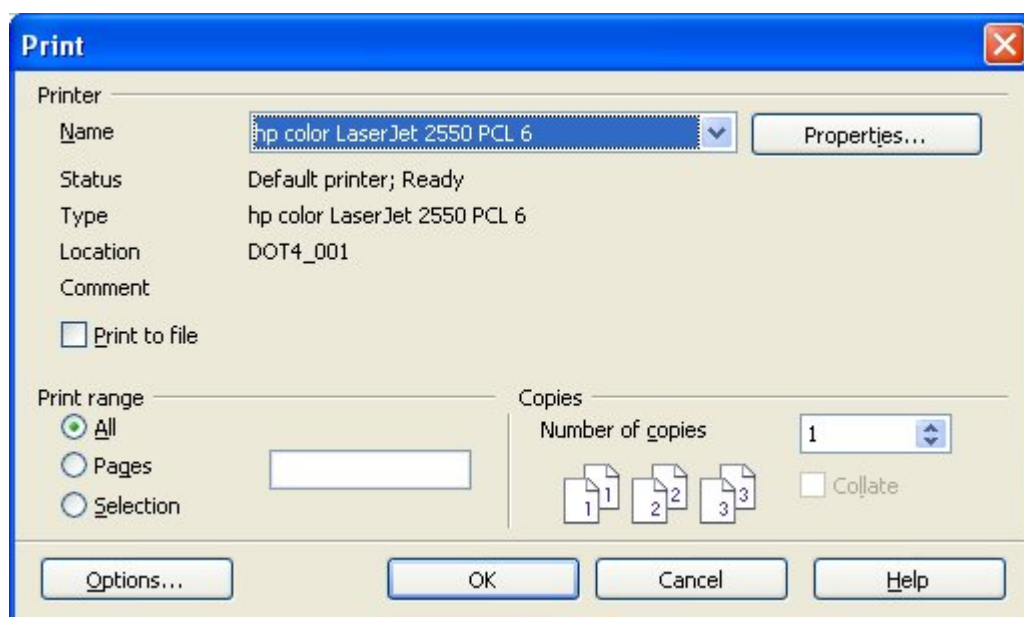 Print
Printer
Name hp color LaserJet 2550 PCL 6 Properties...
Status Default printer; Ready
Type hp color LaserJet 2550 PCL 6
Location DOT4_001
Comment
Print to file
Print range
All
Pages
Selection
Copies
Number of copies 1
1 1 2 2 3 3 Collate
Options... OK Cancel Help